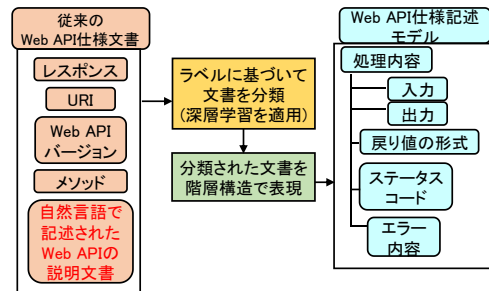 従来の
Web API仕様文書
レスポンス
URI
Web API
バージョン
メソッド
自然言語で
記述された
Web APIの
説明文書
ラベルに基づいて
文書を分類
(深層学習を適用)
分類された文書を
階層構造で表現
Web API仕様記述
モデル
処理内容
入力
出力
戻り値の形式
ステータス
コード
エラー
内容